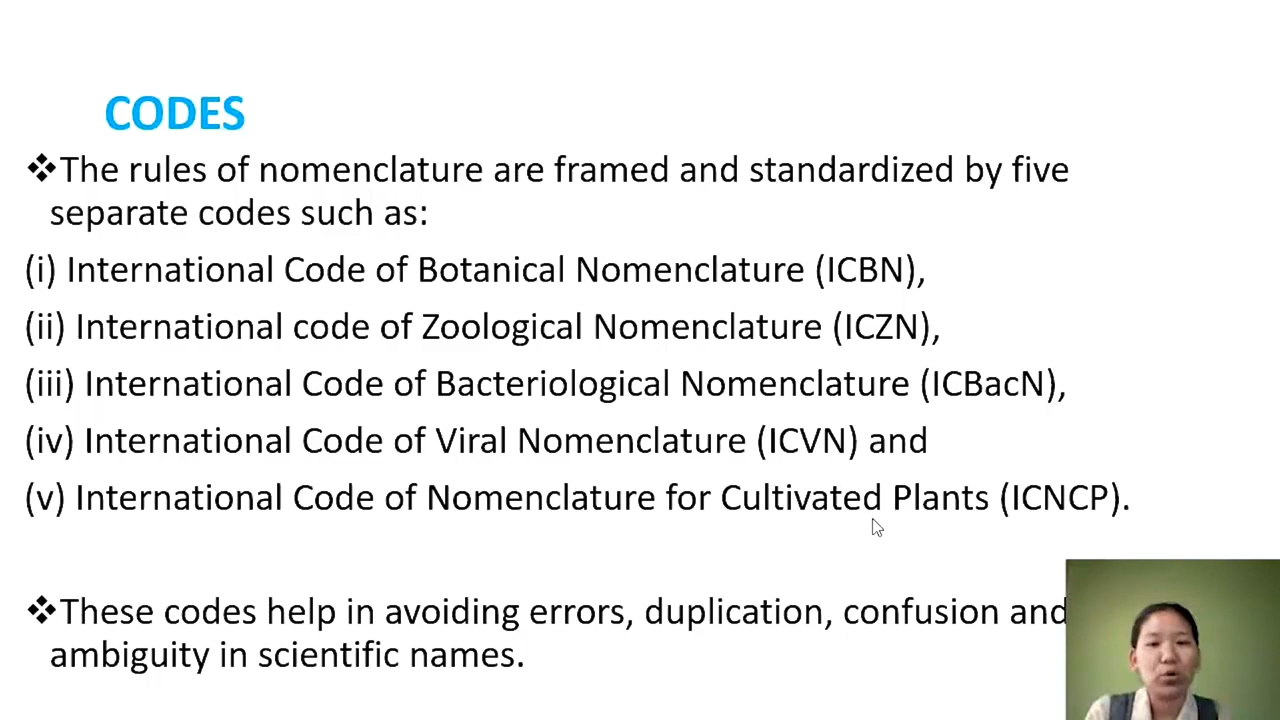 CODES
❖The rules of nomenclature are framed and standardized by five
separate codes such as:
(i) International Code of Botanical Nomenclature (ICBN),
(ii) International code of Zoological Nomenclature (ICZN),
(iii) International Code of Bacteriological Nomenclature (ICBacN),
(iv) International Code of Viral Nomenclature (ICVN) and
(v) International Code of Nomenclature for Cultivated Plants (ICNCP).
❖These codes help in avoiding errors, duplication, confusion and
ambiguity in scientific names.